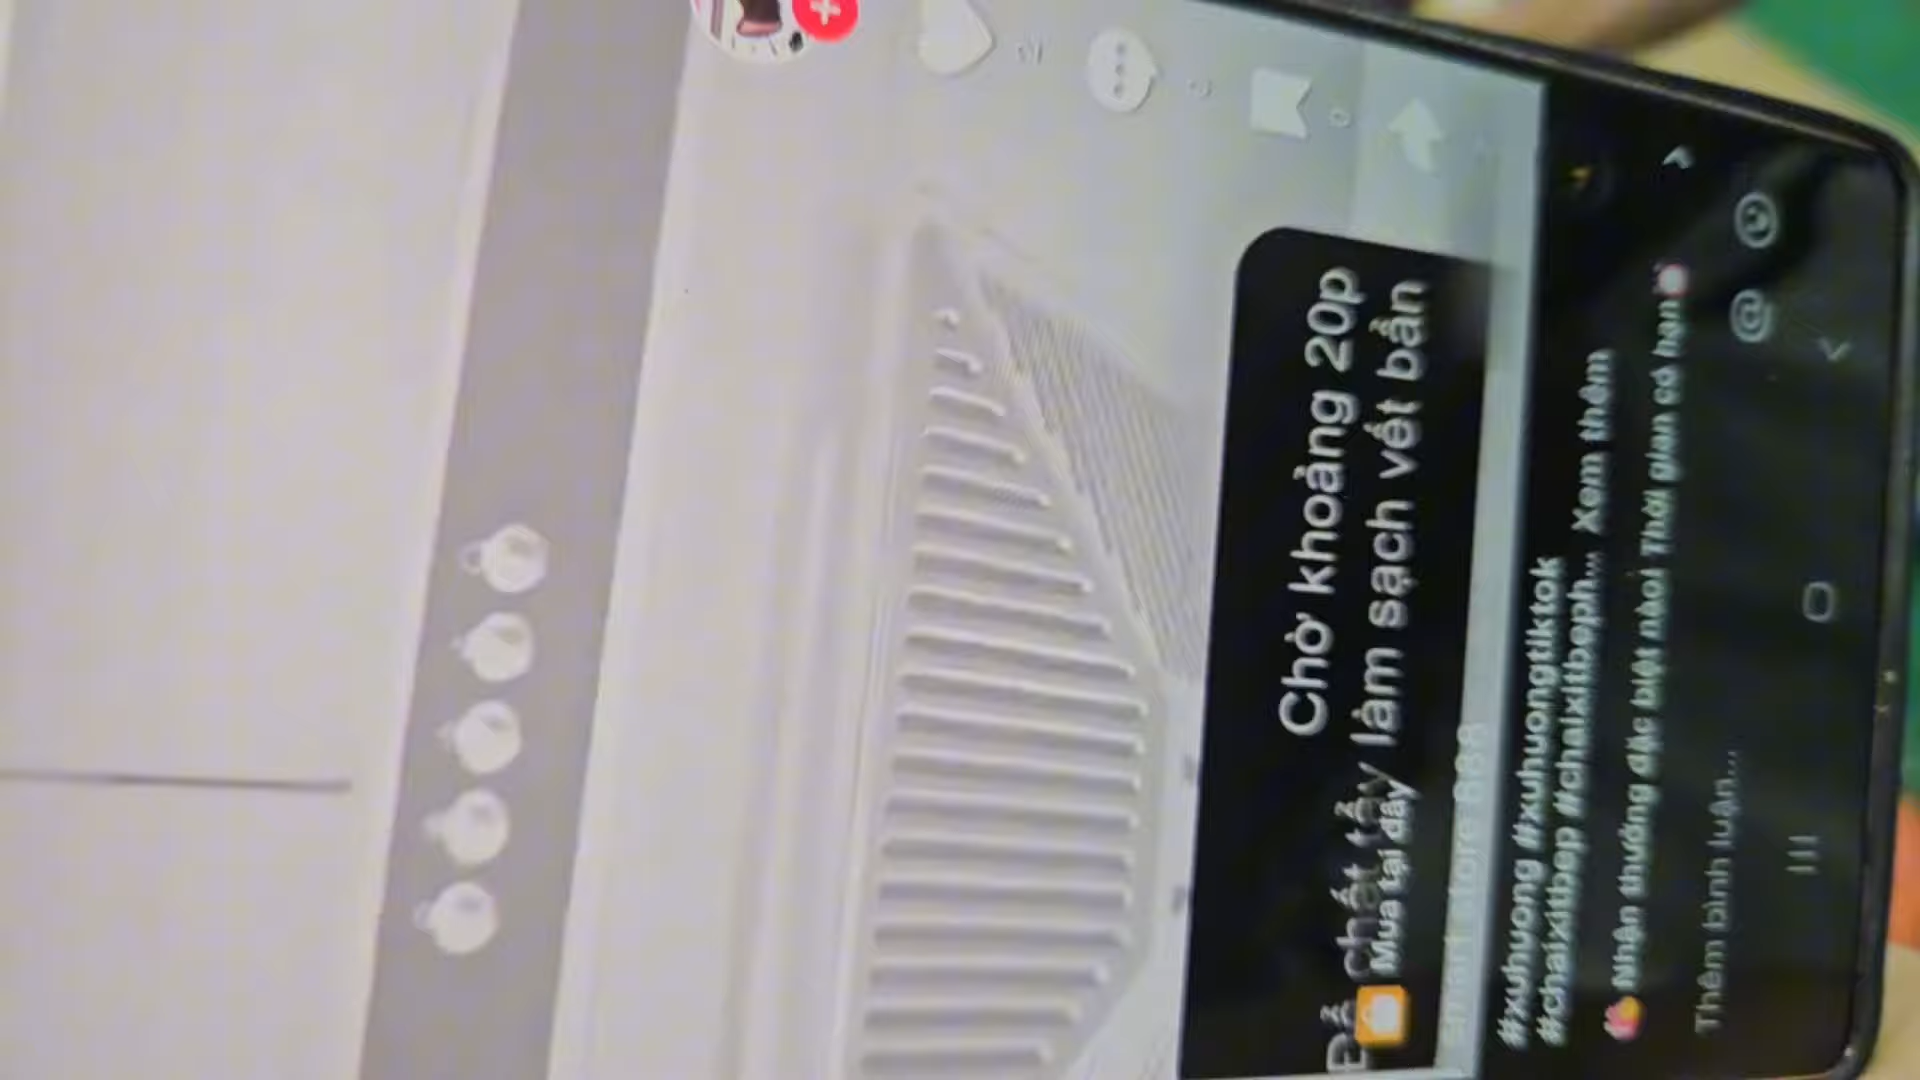 Chờ khoảng 20p
Để chất tẩy làm sạch vết bẩn
Mua tại đây
#xuhuong #xuhuongtiktok
#chaixitbep #chaixitbeph... Xem thêm
Nhận thưởng đặc biệt nào! Thời gian có hạn
Thêm bình luận...